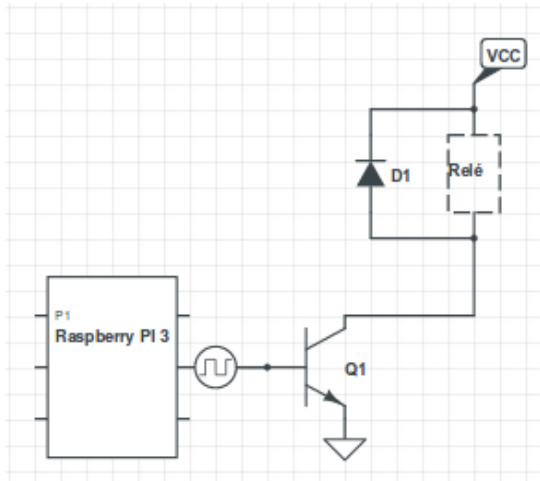 VCC
D1
Relé
P1
Raspberry PI 3
Q1